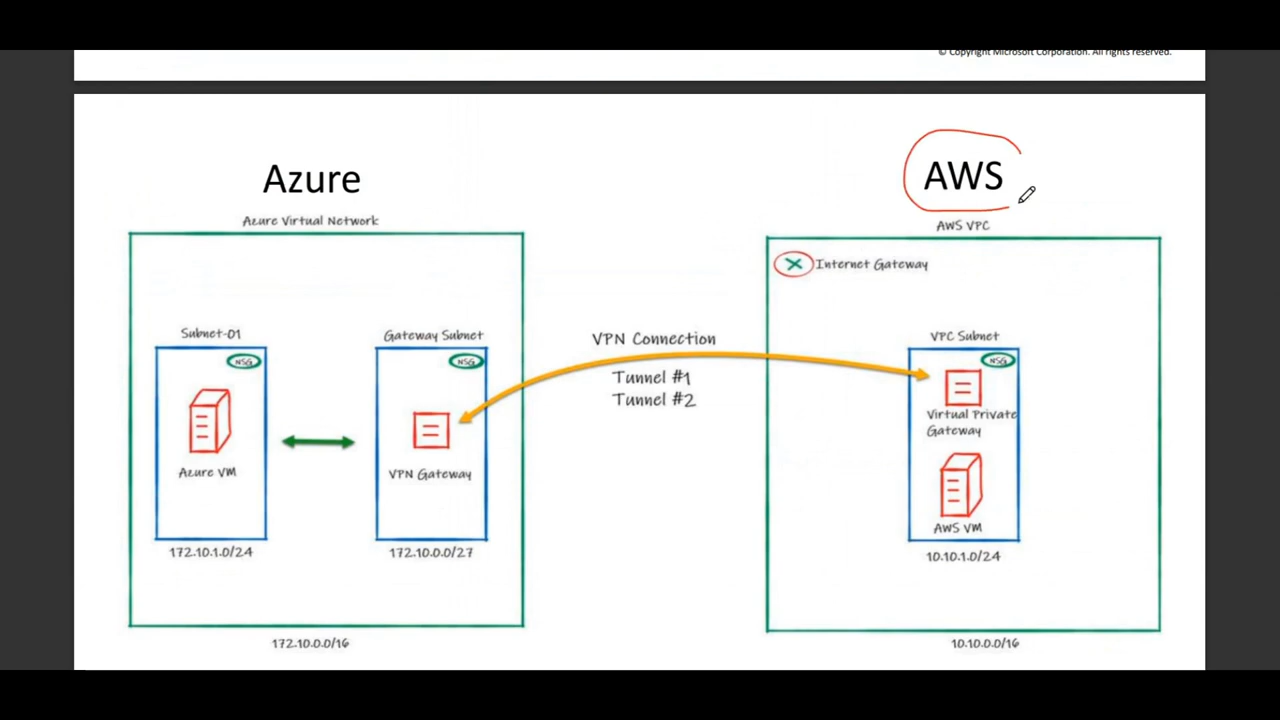 © Copyright Microsoft Corporation. All rights reserved.
Azure
AWS
Azure Virtual Network
AWS VPC
Internet Gateway
Subnet-01
Gateway Subnet
VPN Connection
VPC Subnet
NSG
NSG
NSG
Tunnel #1
Tunnel #2
Virtual Private
Gateway
Azure VM
VPN Gateway
AWS VM
172.10.1.0/24
172.10.0.0/27
10.10.1.0/24
172.10.0.0/16
10.10.0.0/16